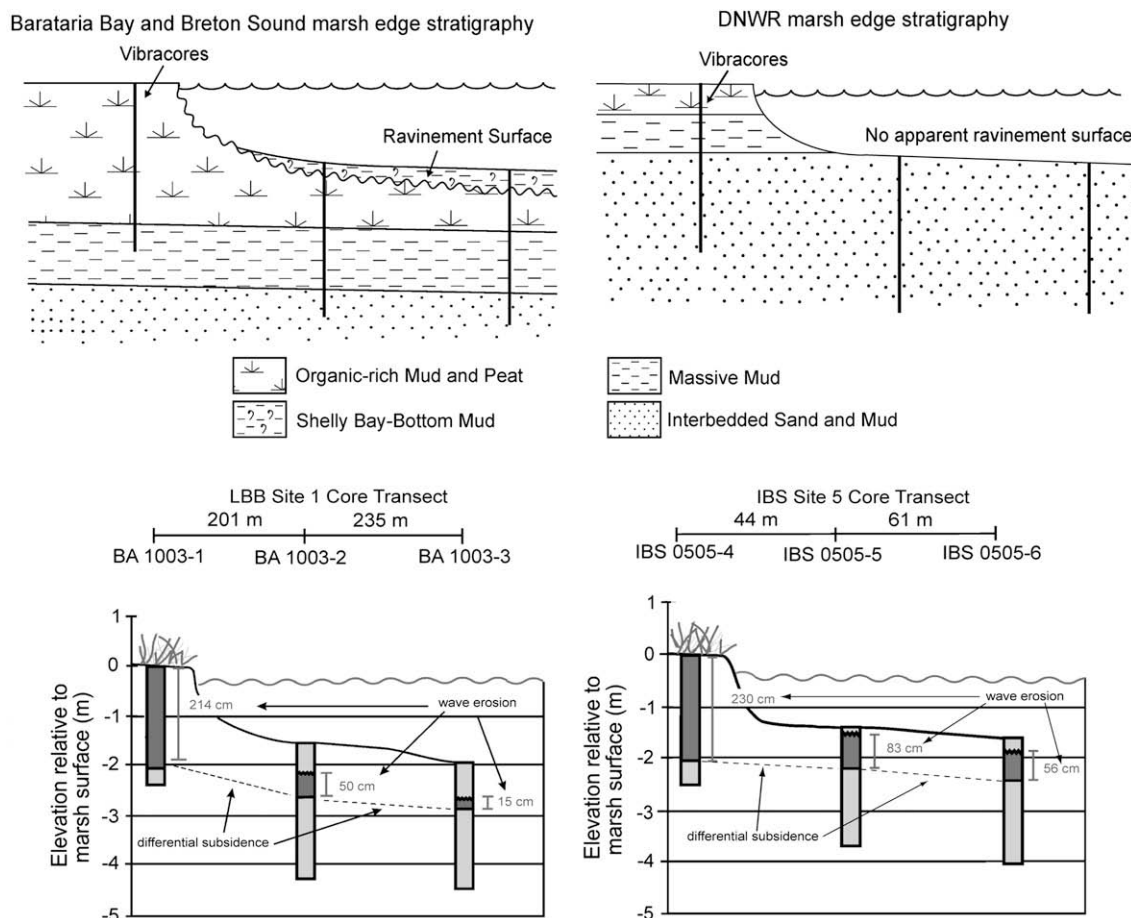 Barataria Bay and Breton Sound marsh edge stratigraphy
Vibracores
Ravinement Surface
DNWR marsh edge stratigraphy
Vibracores
No apparent ravinement surface
Organic-rich Mud and Peat
Shelly Bay-Bottom Mud
Massive Mud
Interbedded Sand and Mud
LBB Site 1 Core Transect
201 m
235 m
BA 1003-1
BA 1003-2
BA 1003-3
Elevation relative to
marsh surface (m)
1
0
-1
-2
-3
-4
-5
214 cm
wave erosion
50 cm
15 cm
differential subsidence
IBS Site 5 Core Transect
44 m
61 m
IBS 0505-4
IBS 0505-5
IBS 0505-6
Elevation relative to
marsh surface (m)
1
0
-1
-2
-3
-4
-5
230 cm
wave erosion
83 cm
56 cm
differential subsidence